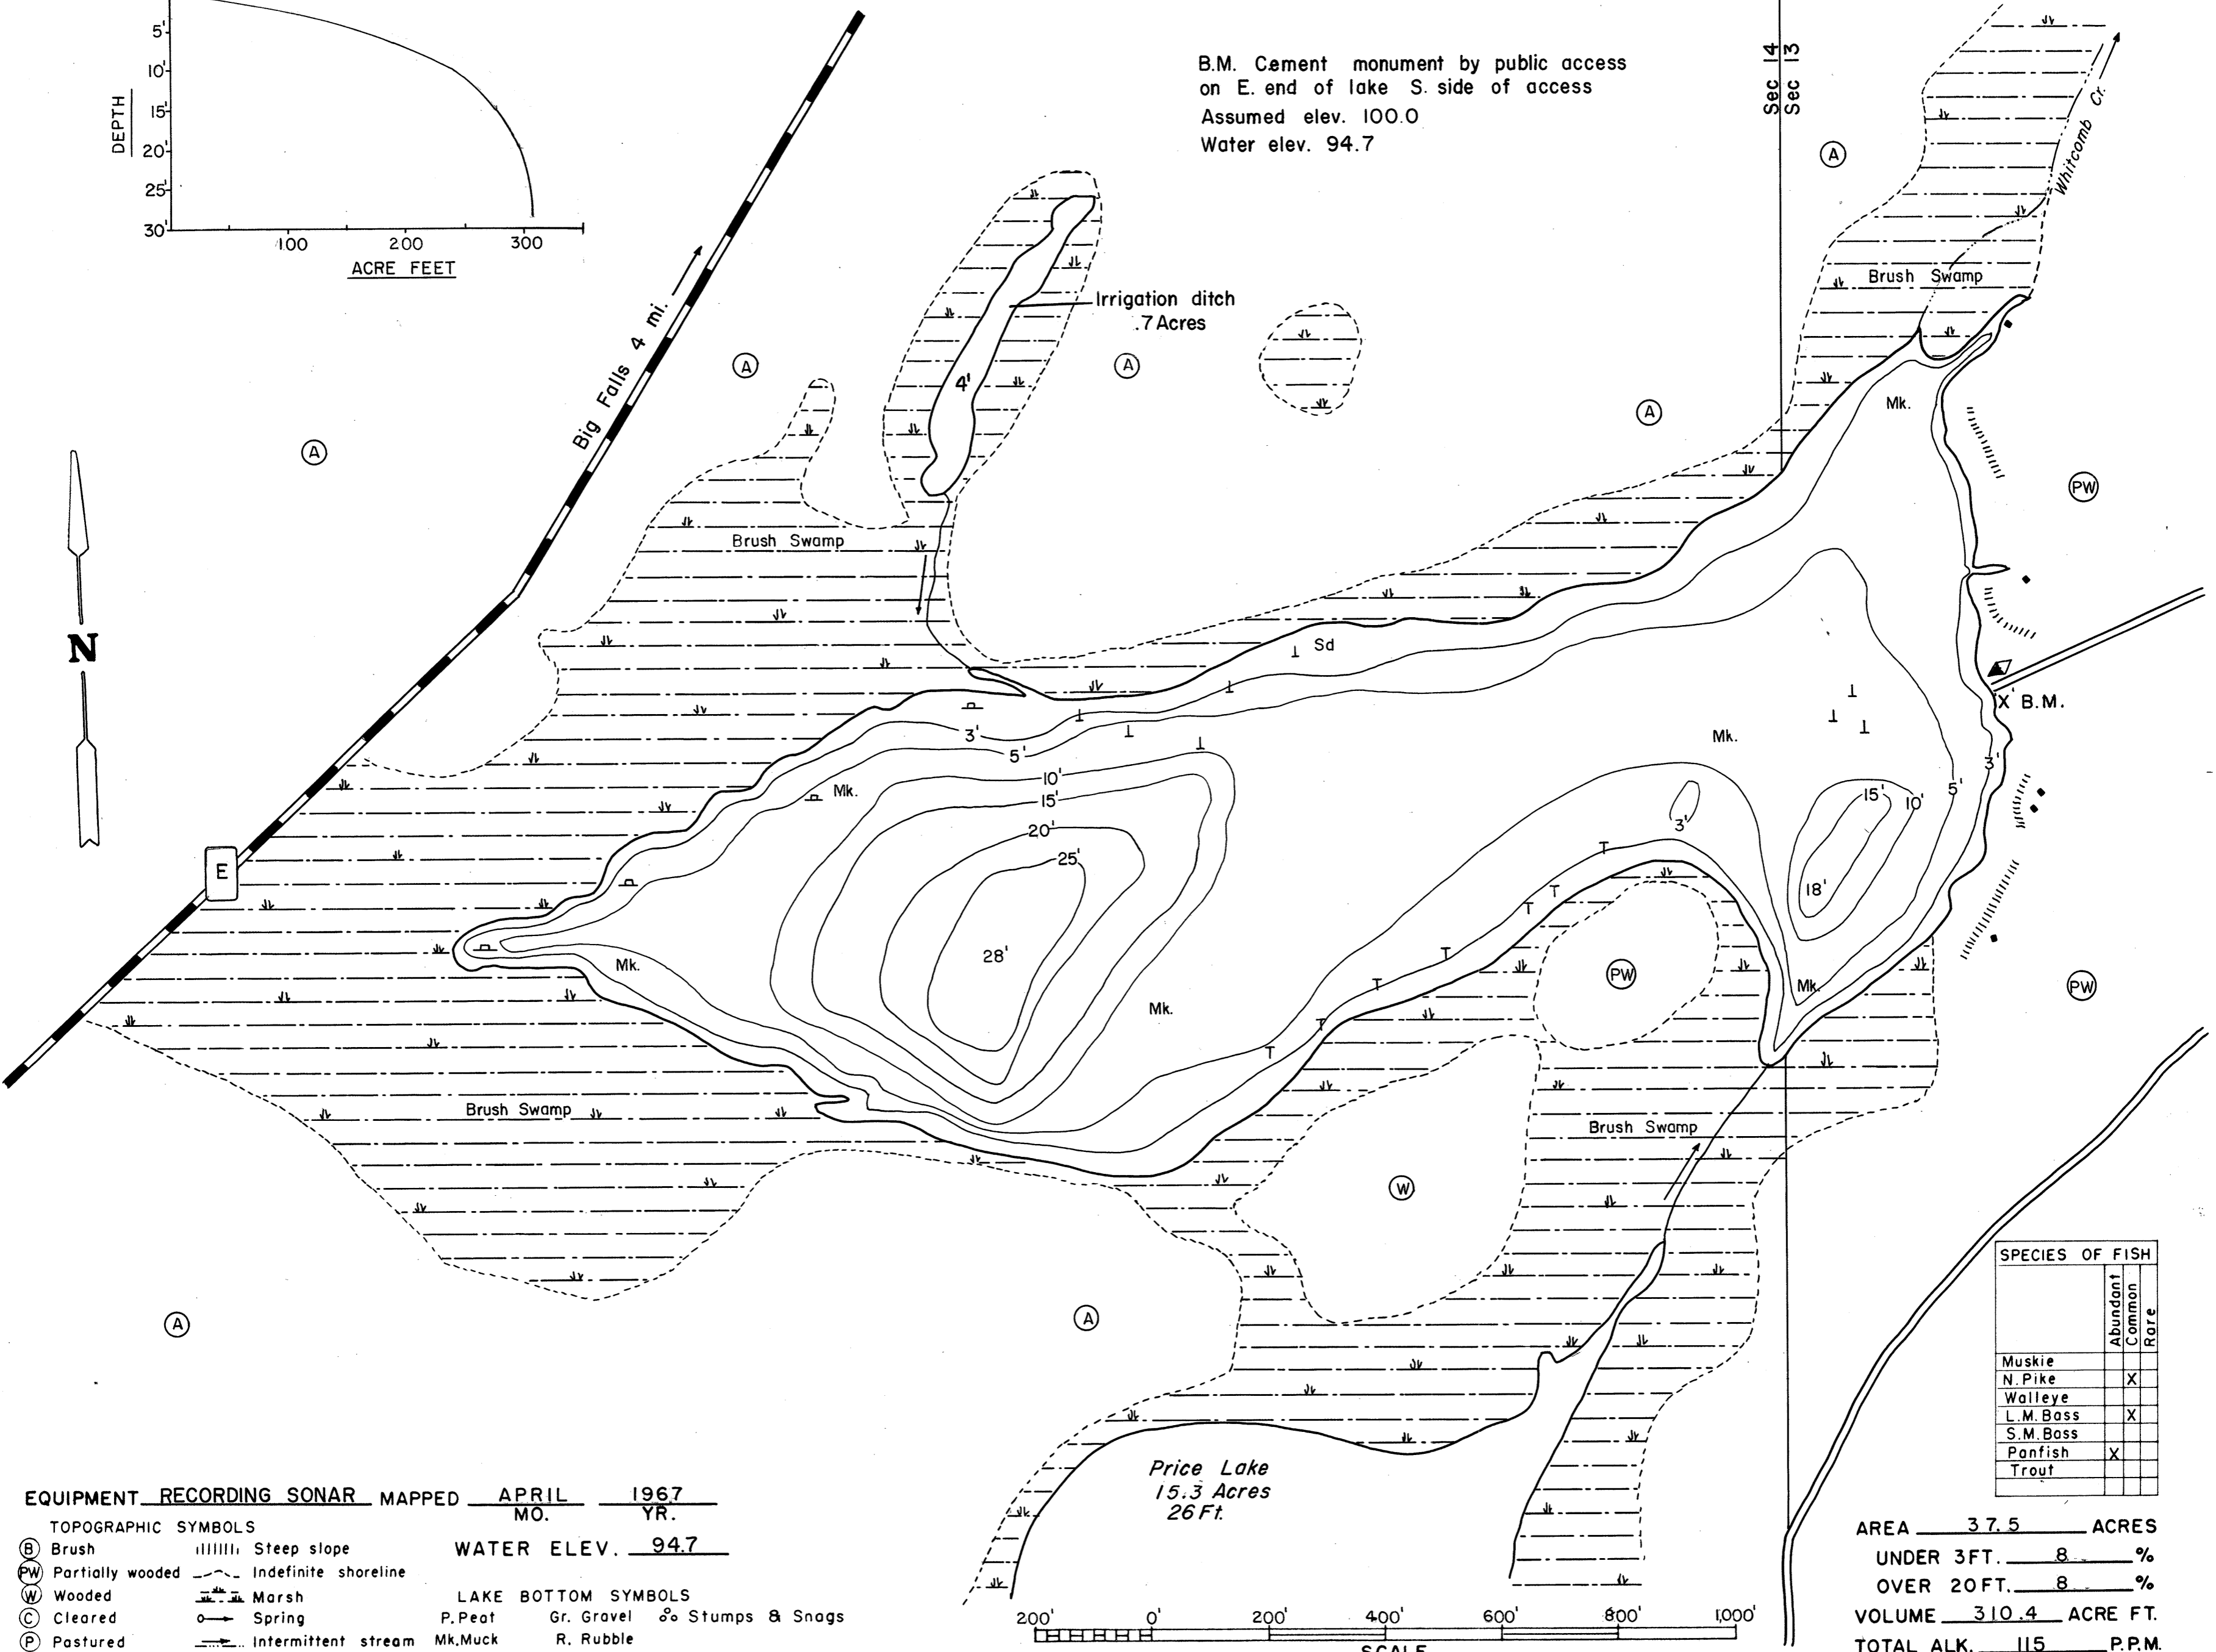 5'
10'
15'
20'
25'
30'
DEPTH
100
200
300
ACRE FEET
B.M. Cement monument by public access
on E. end of lake S. side of access
Assumed elev. 100.0
Water elev. 94.7
Sec 14
Sec 13
Whitcomb Cr.
A
Brush Swamp
Big Falls 4 mi.
Irrigation ditch
.7 Acres
4'
A
A
A
A
Mk.
PW
Brush Swamp
N
Sd
X B.M.
3'
5'
10'
15'
20'
25'
28'
Mk.
Mk.
Mk.
Mk.
3'
15'
10'
5'
3'
18'
Mk.
E
PW
PW
Brush Swamp
Brush Swamp
W
A
A
Price Lake
15.3 Acres
26 Ft.
SPECIES OF FISH
Abundant
Common
Rare
Muskie
N. Pike X
Walleye
L.M. Bass X
S.M. Bass
Panfish X
Trout
EQUIPMENT RECORDING SONAR MAPPED APRIL 1967
MO. YR.
TOPOGRAPHIC SYMBOLS
B Brush Steep slope
WATER ELEV. 94.7
PW Partially wooded Indefinite shoreline
W Wooded Marsh
LAKE BOTTOM SYMBOLS
C Cleared Spring
P. Peat Gr. Gravel Stumps & Snags
P Pastured Intermittent stream
Mk. Muck R. Rubble
200' 0' 200' 400' 600' 800' 1,000'
SCALE
AREA 37.5 ACRES
UNDER 3 FT. 8 %
OVER 20 FT. 8 %
VOLUME 310.4 ACRE FT.
TOTAL ALK. 115 P.P.M.